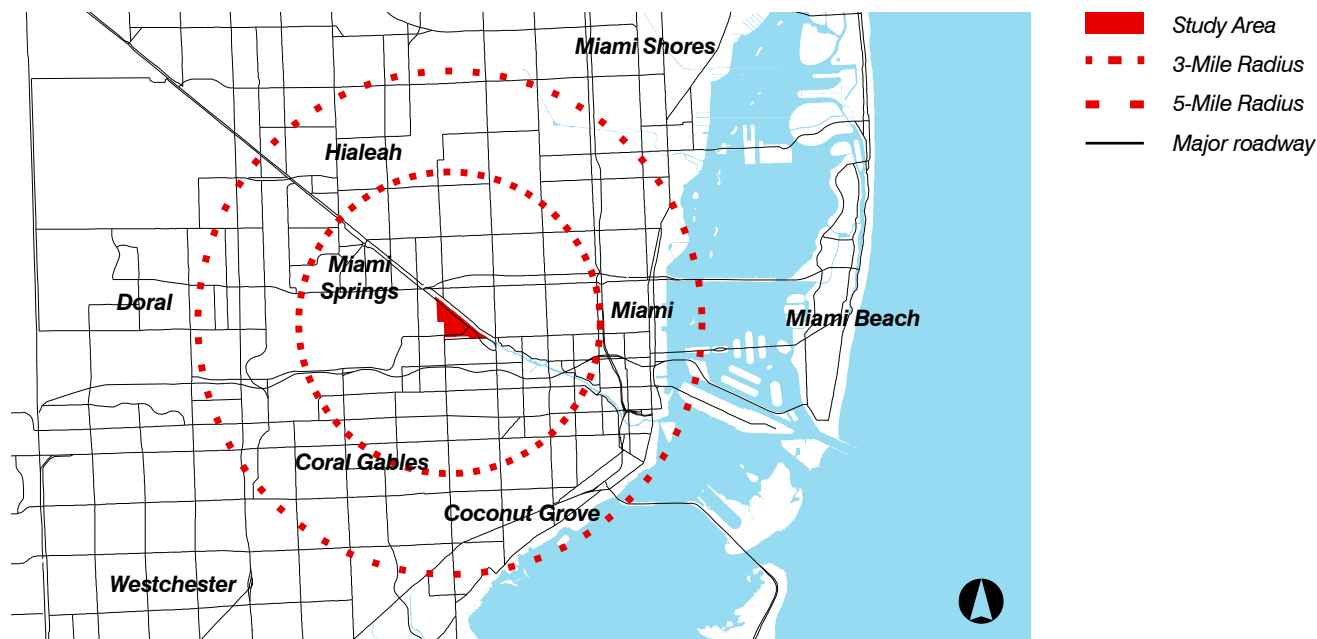 Miami Shores
Hialeah
Miami
Springs
Doral
Miami
Miami Beach
Coral Gables
Coconut Grove
Westchester
Study Area
3-Mile Radius
5-Mile Radius
Major roadway